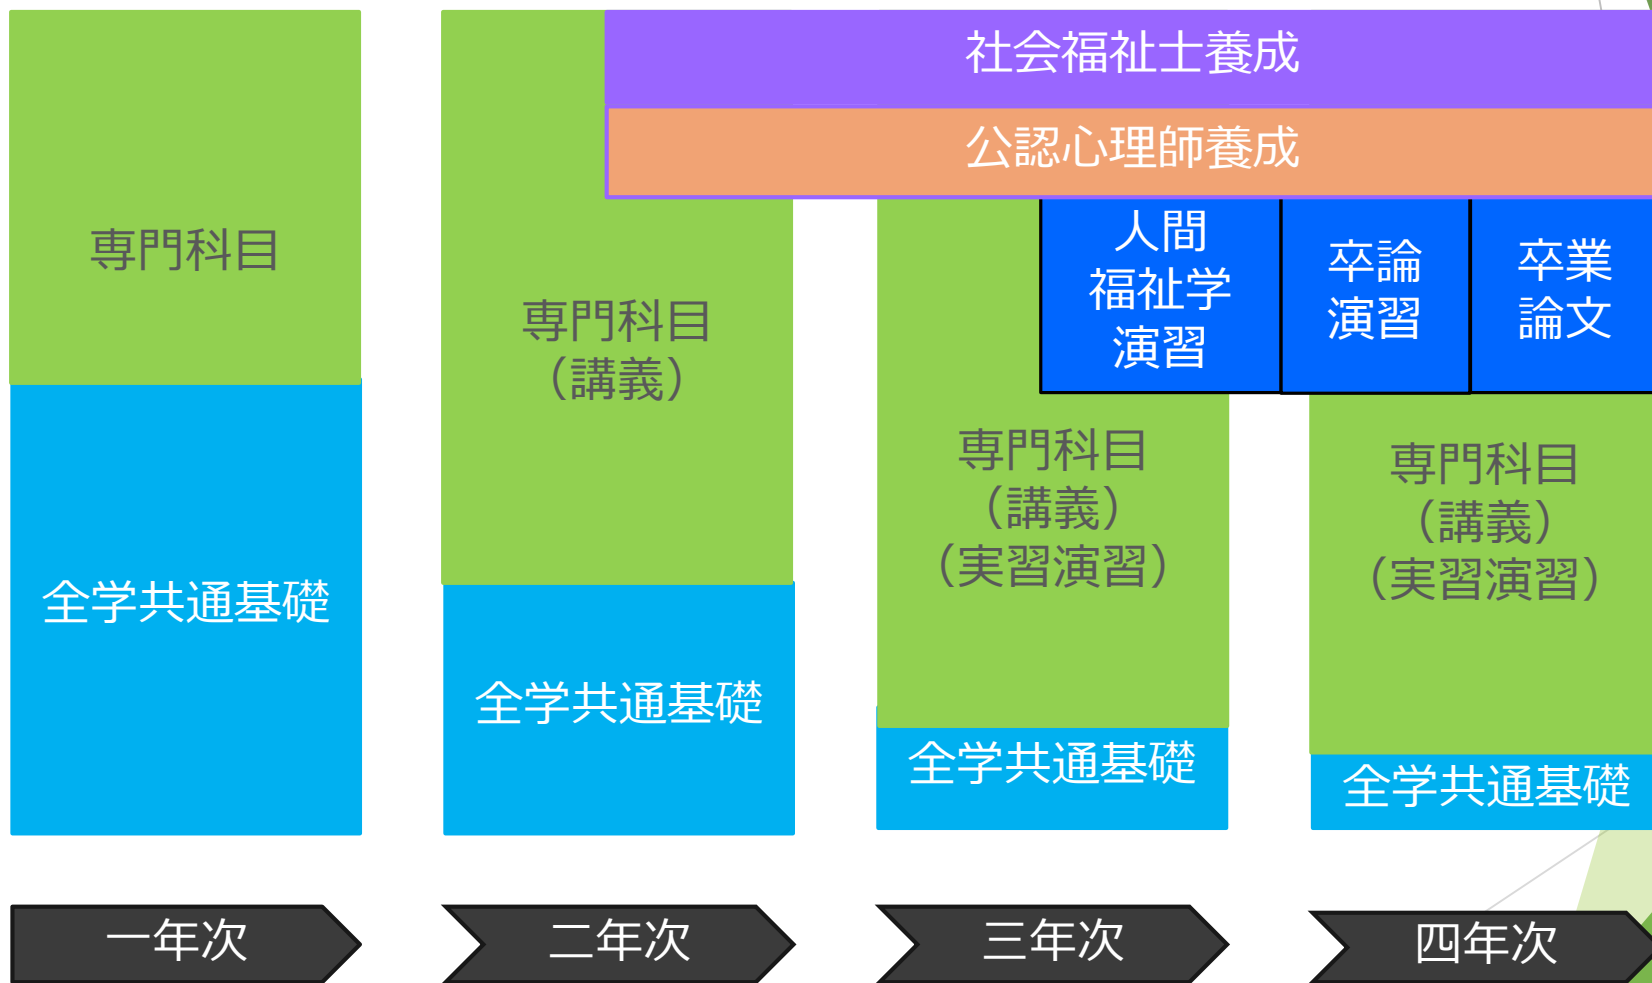 社会福祉士養成
公認心理師養成
専門科目
全学共通基礎
専門科目
（講義）
全学共通基礎
人間
福祉学
演習
卒論
演習
卒業
論文
専門科目
（講義）
（実習演習）
全学共通基礎
専門科目
（講義）
（実習演習）
全学共通基礎
一年次
二年次
三年次
四年次